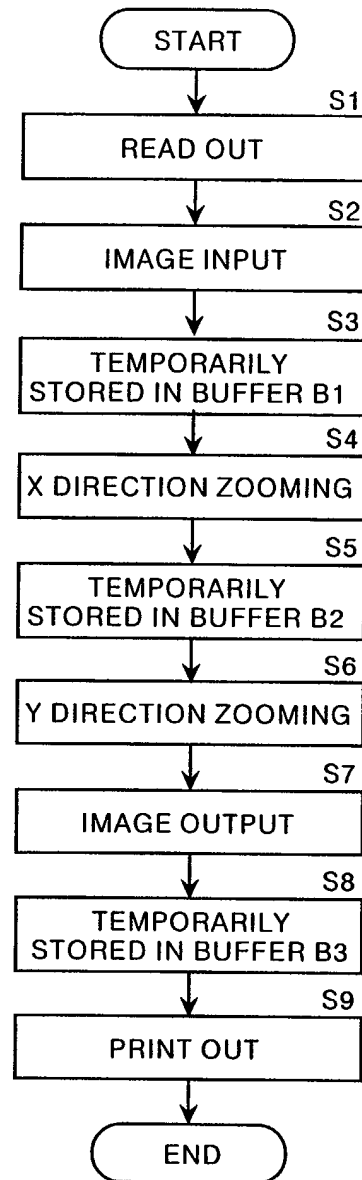 START
S1
READ OUT
S2
IMAGE INPUT
S3
TEMPORARILY
STORED IN BUFFER B1
S4
X DIRECTION ZOOMING
S5
TEMPORARILY
STORED IN BUFFER B2
S6
Y DIRECTION ZOOMING
S7
IMAGE OUTPUT
S8
TEMPORARILY
STORED IN BUFFER B3
S9
PRINT OUT
END